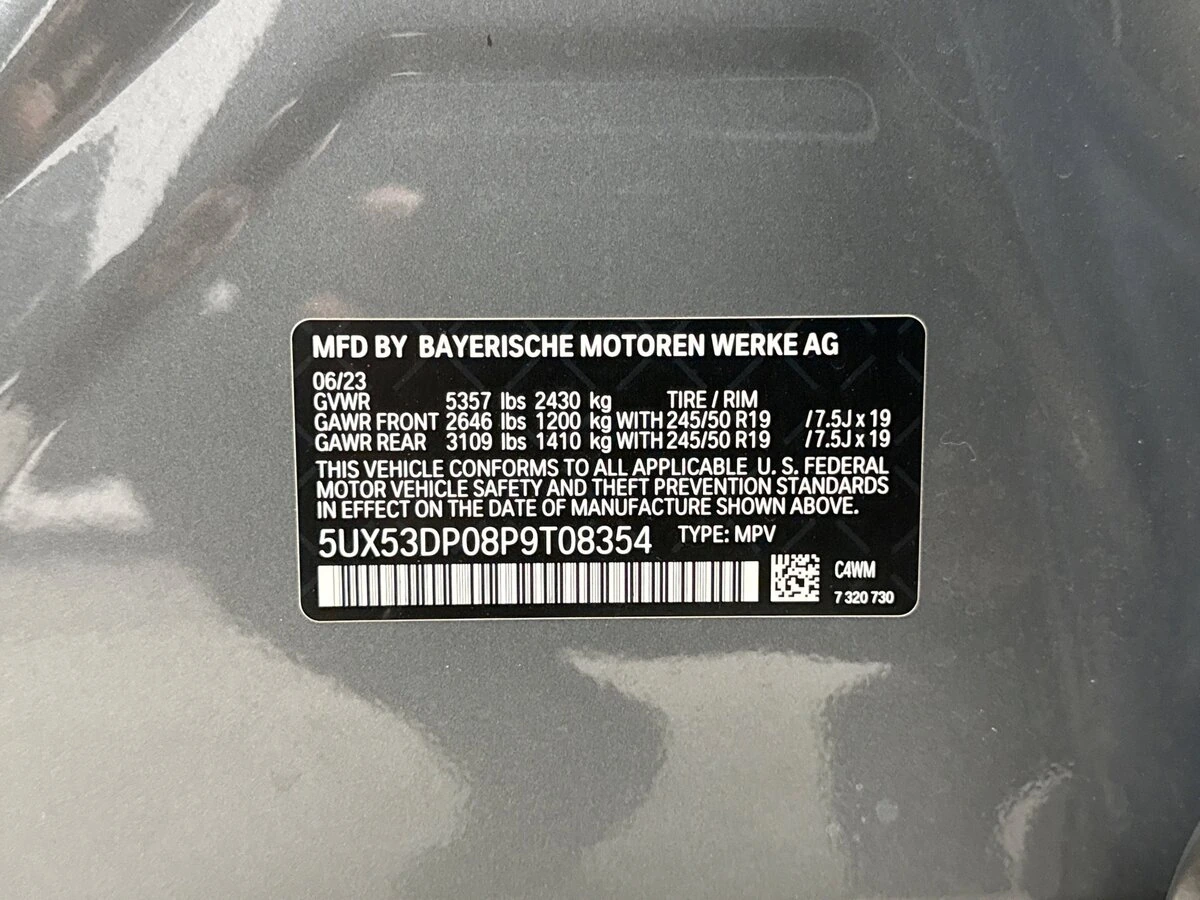 MFD BY BAYERISCHE MOTOREN WERKE AG
06/23
GVWR 5357 lbs 2430 kg TIRE / RIM
GAWR FRONT 2646 lbs 1200 kg WITH 245/50 R19 /7.5J x 19
GAWR REAR 3109 lbs 1410 kg WITH 245/50 R19 /7.5J x 19
THIS VEHICLE CONFORMS TO ALL APPLICABLE U. S. FEDERAL
MOTOR VEHICLE SAFETY AND THEFT PREVENTION STANDARDS
IN EFFECT ON THE DATE OF MANUFACTURE SHOWN ABOVE.
5UX53DP08P9T08354 TYPE: MPV
C4WM
7 320 730